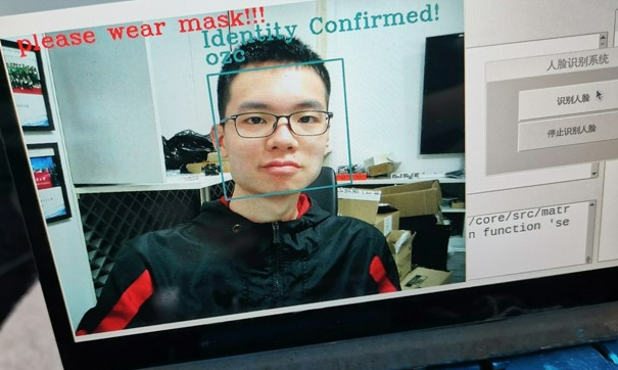 please wear mask!!!
Identity Confirmed!
ozc
人脸识别系统
识别人脸
停止识别人脸
/core/src/matr
n function 'se